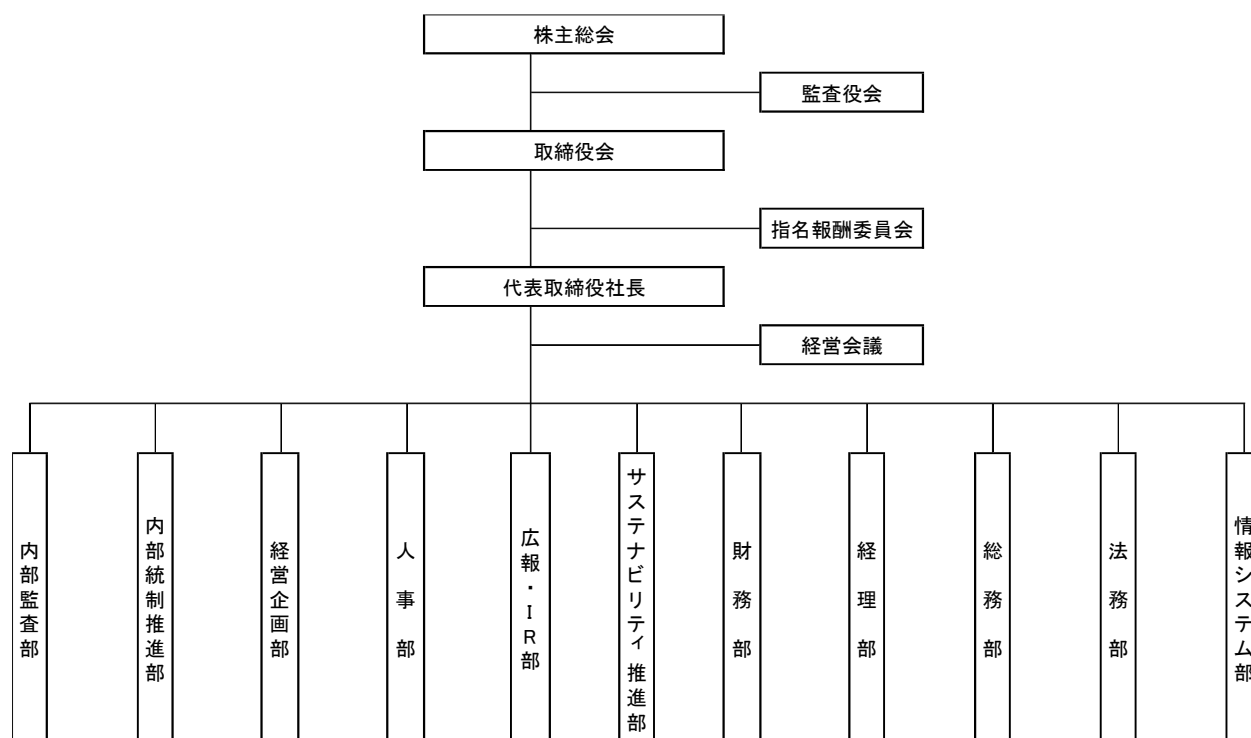 株主総会
監査役会
取締役会
指名報酬委員会
代表取締役社長
経営会議
内部監査部
内部統制推進部
経営企画部
人事部
広報・IR部
サステナビリティ推進部
財務部
経理部
総務部
法務部
情報システム部